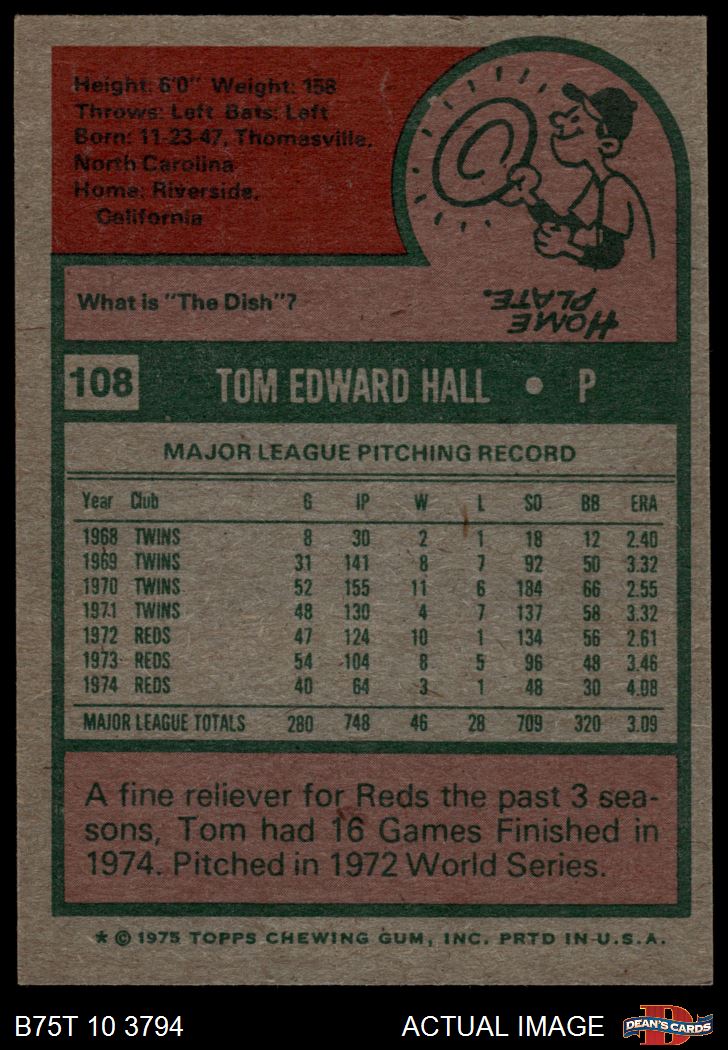 Height: 6'0" Weight: 158
Throws: Left Bats: Left
Born: 11-23-47, Thomasville,
North Carolina
Home: Riverside,
California
What is "The Dish"?
HOME
PLATE.
108 TOM EDWARD HALL • P
MAJOR LEAGUE PITCHING RECORD
Year Club G IP W L SO BB ERA
1968 TWINS 8 30 2 1 18 12 2.40
1969 TWINS 31 141 8 7 92 50 3.32
1970 TWINS 52 155 11 6 184 66 2.55
1971 TWINS 48 130 4 7 137 58 3.32
1972 REDS 47 124 10 1 134 56 2.61
1973 REDS 54 104 8 5 96 48 3.46
1974 REDS 40 64 3 1 48 30 4.08
MAJOR LEAGUE TOTALS 280 748 46 28 709 320 3.09
A fine reliever for Reds the past 3 sea-
sons, Tom had 16 Games Finished in
1974. Pitched in 1972 World Series.
* © 1975 TOPPS CHEWING GUM, INC. PRTD IN U.S.A.
B75T 10 3794 ACTUAL IMAGE D DEAN'S CARDS